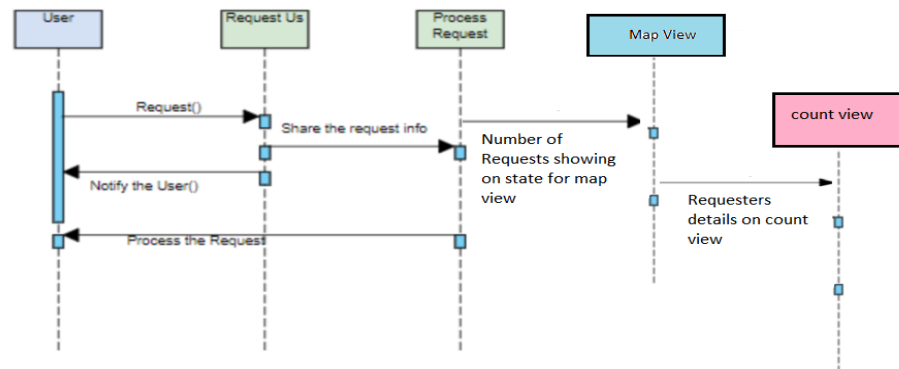 User
Request Us
Process
Request
Map View
count view
Request()
Share the request info
Number of
Requests showing
on state for map
view
Notify the User()
Requesters
details on count
view
Process the Request